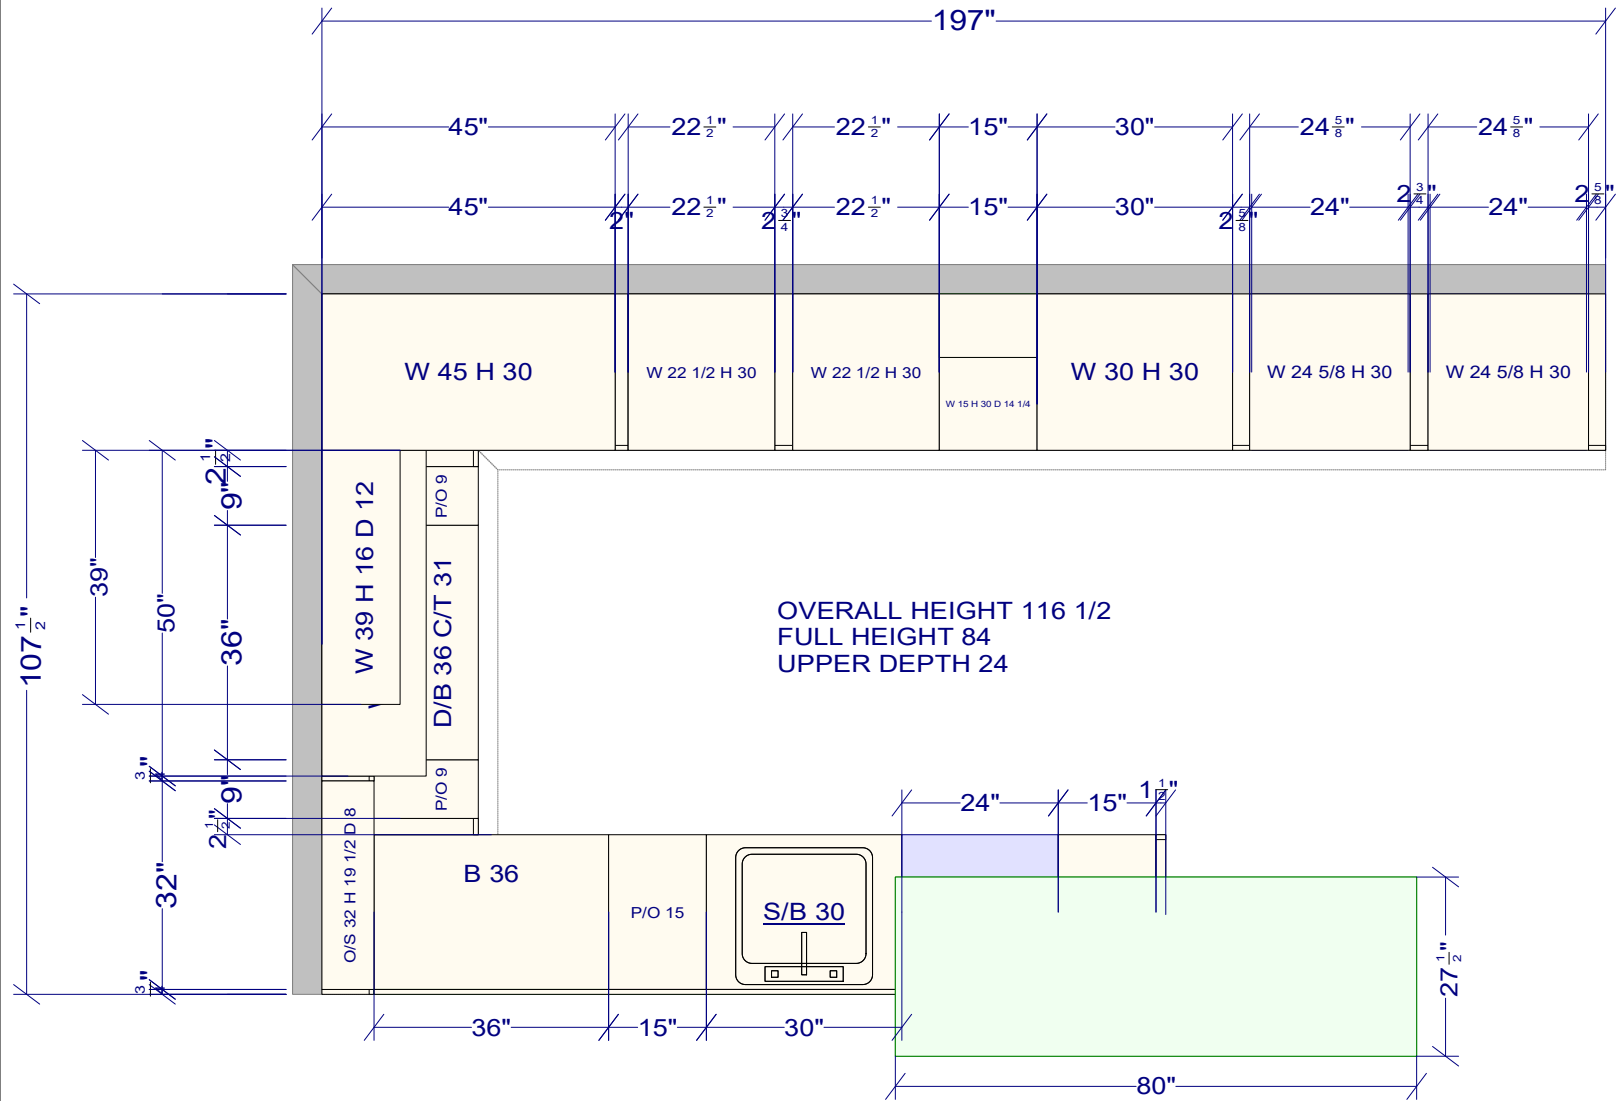 197"
45" 22 1/2" 22 1/2" 15" 30" 24 5/8" 24 5/8"
45" 2" 22 1/2" 2 3/4" 22 1/2" 15" 30" 2 5/8" 24" 2 3/4" 24" 2 5/8"
W 45 H 30
W 22 1/2 H 30
W 22 1/2 H 30
W 15 H 30 D 14 1/4
W 30 H 30
W 24 5/8 H 30
W 24 5/8 H 30
107 1/2"
39"
50"
3"
32"
3"
2 1/2"
9"
36"
9"
2 1/2"
W 39 H 16 D 12
P/O 9
D/B 36 C/T 31
P/O 9
O/S 32 H 19 1/2 D 8
OVERALL HEIGHT 116 1/2
FULL HEIGHT 84
UPPER DEPTH 24
24" 15" 1 1/2"
B 36
P/O 15
S/B 30
27 1/2"
36" 15" 30"
80"